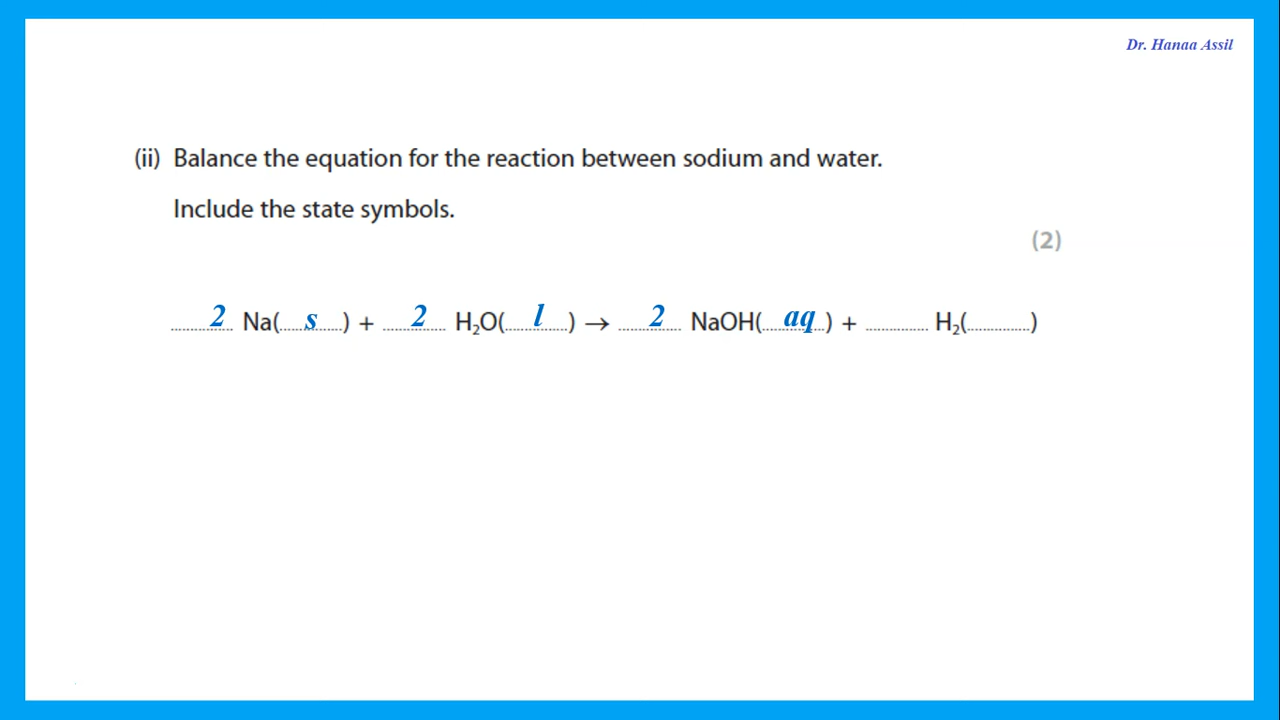 Dr. Hanaa Assil
(ii) Balance the equation for the reaction between sodium and water.
Include the state symbols.
(2)
......2.. Na(.....s......) + ......2.... H₂O(......l......) → ......2.... NaOH(.....aq..) + ............. H₂(.............)